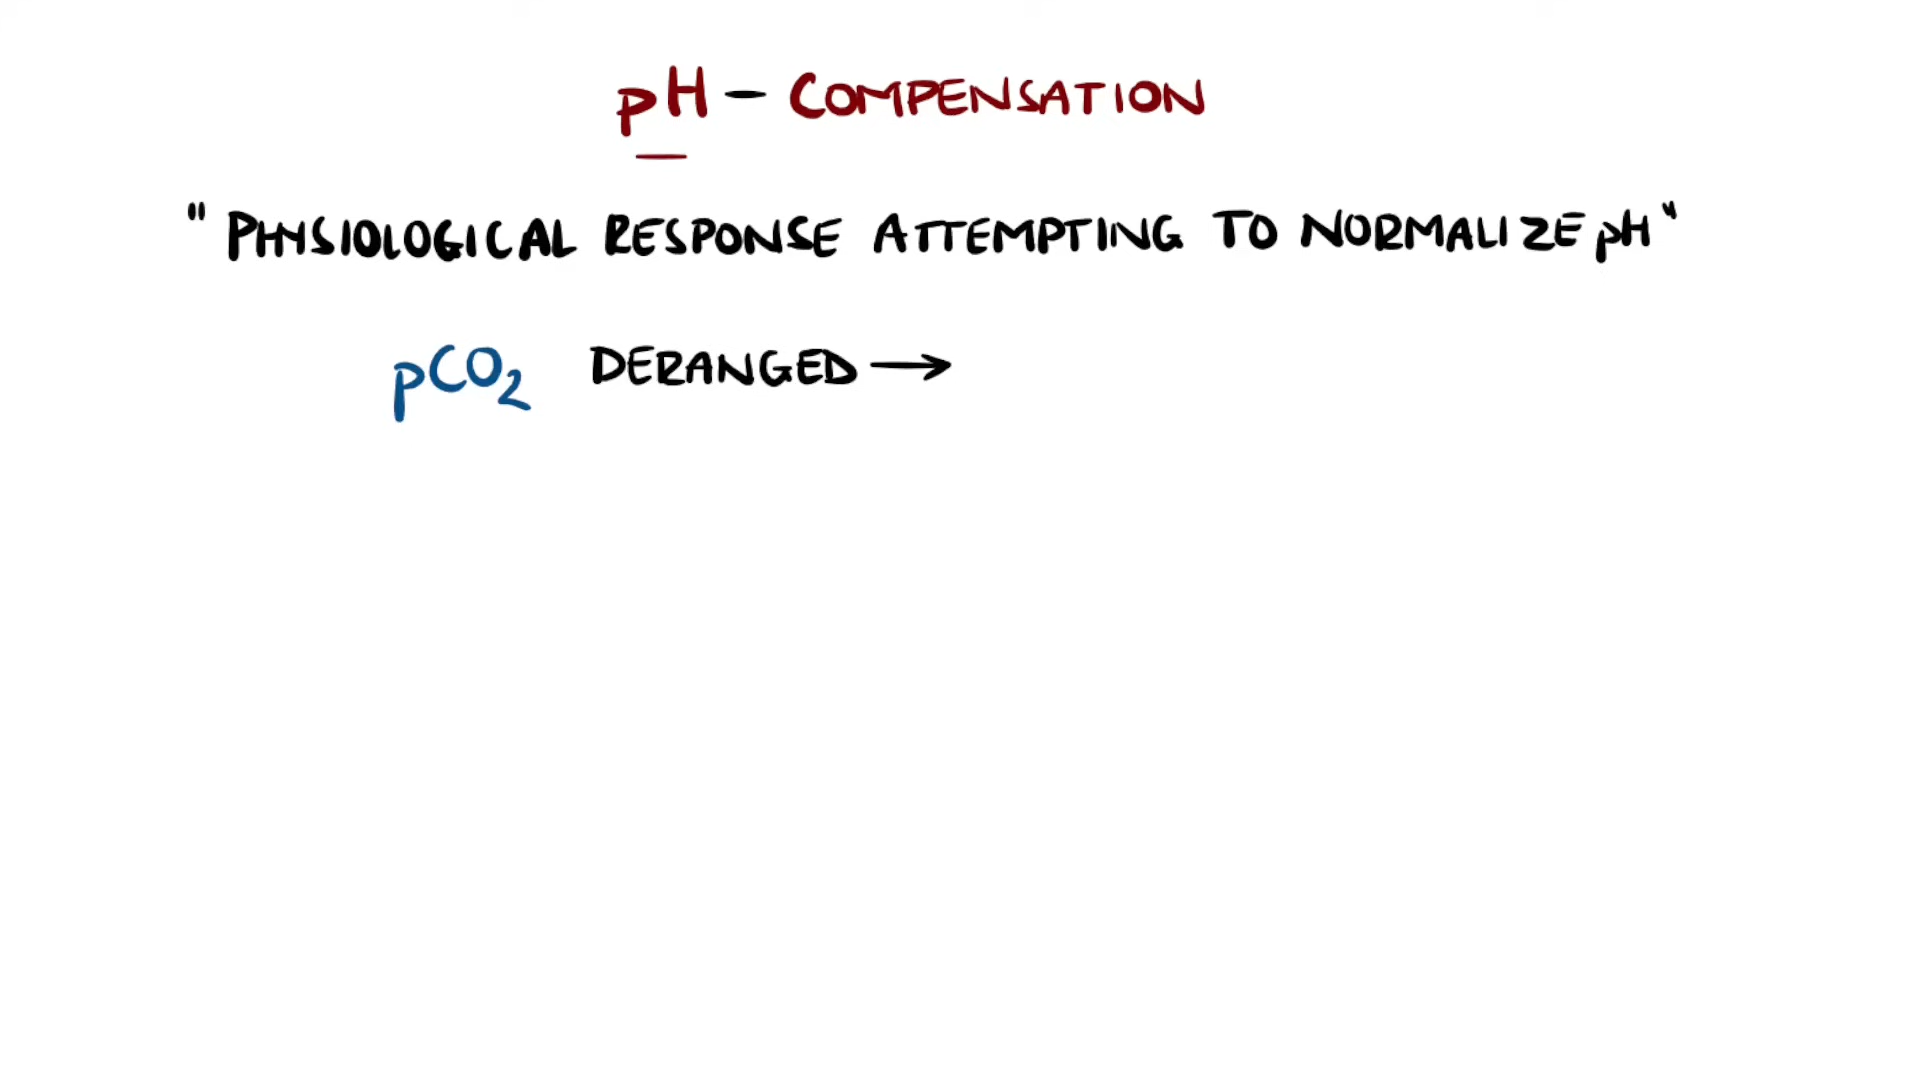 pH - COMPENSATION
"PHYSIOLOGICAL RESPONSE ATTEMPTING TO NORMALIZE pH"
pCO₂ DERANGED →